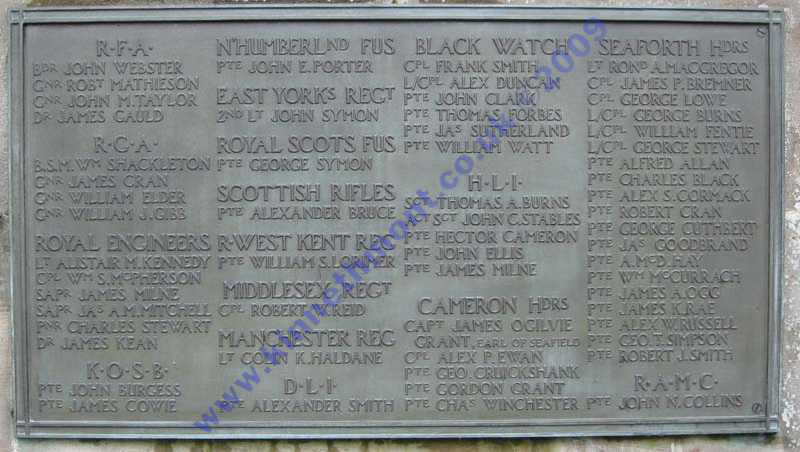 R·F·A·
BDR JOHN WEBSTER
GNR ROBT MATHIESON
GNR JOHN M. TAYLOR
DR JAMES GAULD
R·G·A·
B.S.M. WM SHACKLETON
GNR JAMES CRAN
GNR WILLIAM ELDER
GNR WILLIAM J. GIBB
ROYAL ENGINEERS
LT ALISTAIR M. KENNEDY
CPL WM S. MCPHERSON
SAPR JAMES MILNE
SAPR JAS A.M. MITCHELL
PNR CHARLES STEWART
DR JAMES KEAN
K·O·S·B·
PTE JOHN BURGESS
PTE JAMES COWIE
N'HUMBERLND FUS
PTE JOHN E. PORTER
EAST YORKS REGT
2ND LT JOHN SYMON
ROYAL SCOTS FUS
PTE GEORGE SYMON
SCOTTISH RIFLES
PTE ALEXANDER BRUCE
R·WEST KENT REG
PTE WILLIAM S. LORIMER
MIDDLESEX REGT
CPL ROBERT REID
MANCHESTER REG
LT COLIN K. HALDANE
D·L·I·
PTE ALEXANDER SMITH
BLACK WATCH
CPL FRANK SMITH
L/CPL ALEX DUNCAN
PTE JOHN CLARK
PTE THOMAS FORBES
PTE JAS SUTHERLAND
PTE WILLIAM WATT
H·L·I·
SGT THOMAS A. BURNS
ACT SGT JOHN C. STABLES
PTE HECTOR CAMERON
PTE JOHN ELLIS
PTE JAMES MILNE
CAMERON HDRS
CAPT JAMES OGILVIE
GRANT, EARL OF SEAFIELD
CPL ALEX P. EWAN
PTE GEO. CRUICKSHANK
PTE GORDON GRANT
PTE CHAS WINCHESTER
SEAFORTH HDRS
LT ROND A. MACGREGOR
CPL JAMES P. BREMNER
CPL GEORGE LOWE
L/CPL GEORGE BURNS
L/CPL WILLIAM FENTIE
L/CPL GEORGE STEWART
PTE ALFRED ALLAN
PTE CHARLES BLACK
PTE ALEX S. CORMACK
PTE ROBERT CRAN
PTE GEORGE CUTHBERT
PTE JAS GOODBRAND
PTE A. MCD. HAY
PTE WM MCCURRACH
PTE JAMES A. OGG
PTE JAMES K. RAE
PTE ALEX W. RUSSELL
PTE GEO. T. SIMPSON
PTE ROBERT J. SMITH
R·A·M·C·
PTE JOHN N. COLLINS
www.kinnethmont.co.uk 2009